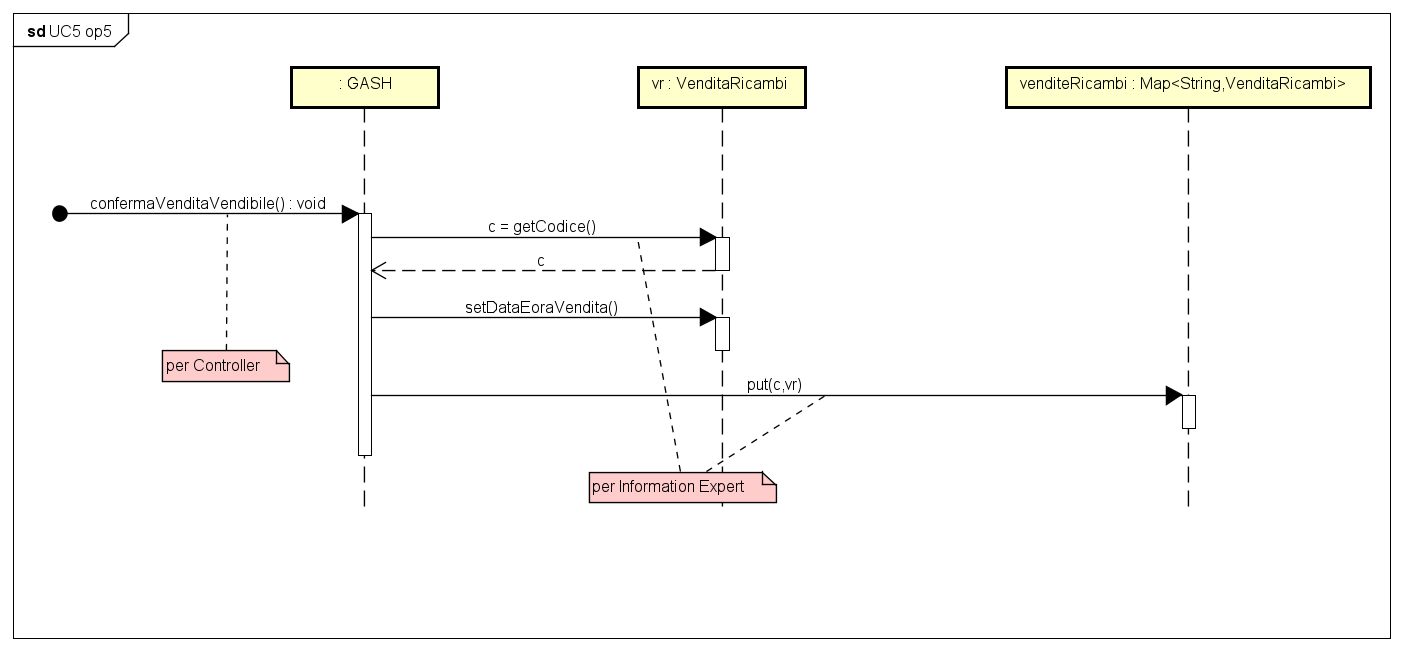 sd UC5 op5
: GASH
vr : VenditaRicambi
venditeRicambi : Map<String,VenditaRicambi>
confermaVenditaVendibile() : void
c = getCodice()
c
setDataEoraVendita()
per Controller
put(c,vr)
per Information Expert